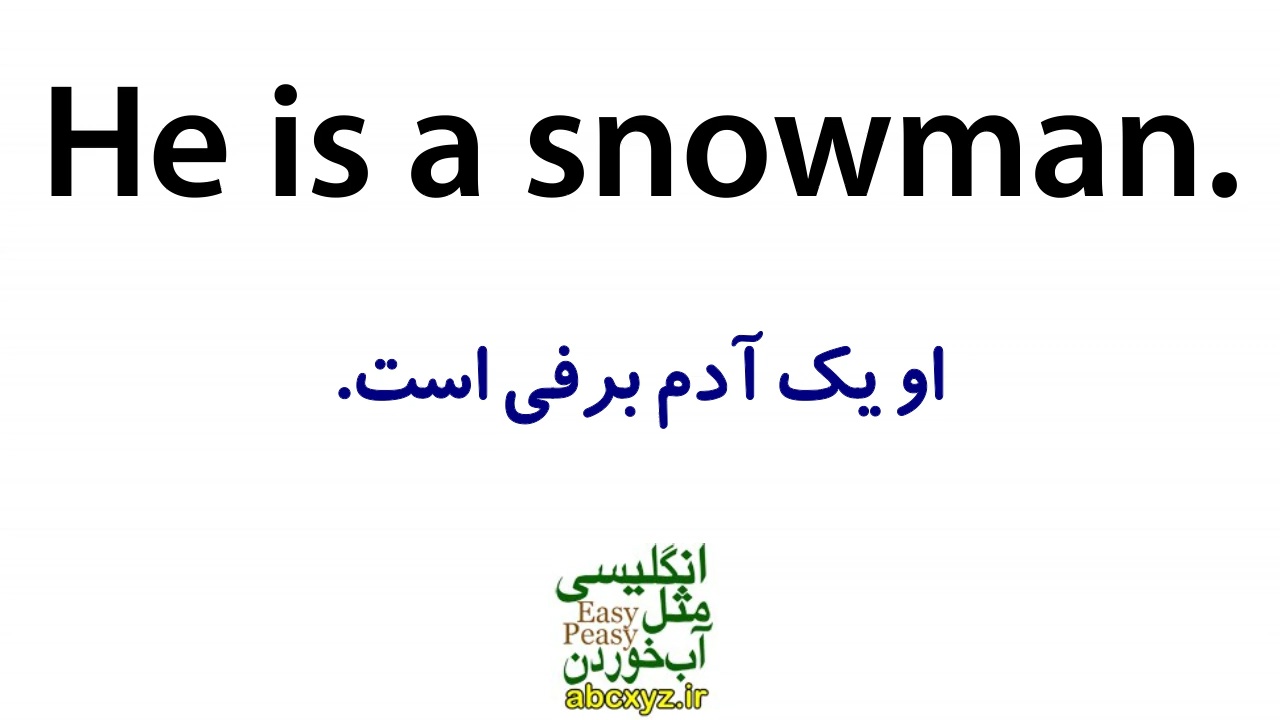 He is a snowman.
او یک آدم برفی است.
انگلیسی
مثل Easy
Peasy
آب خوردن
abcxyz.ir